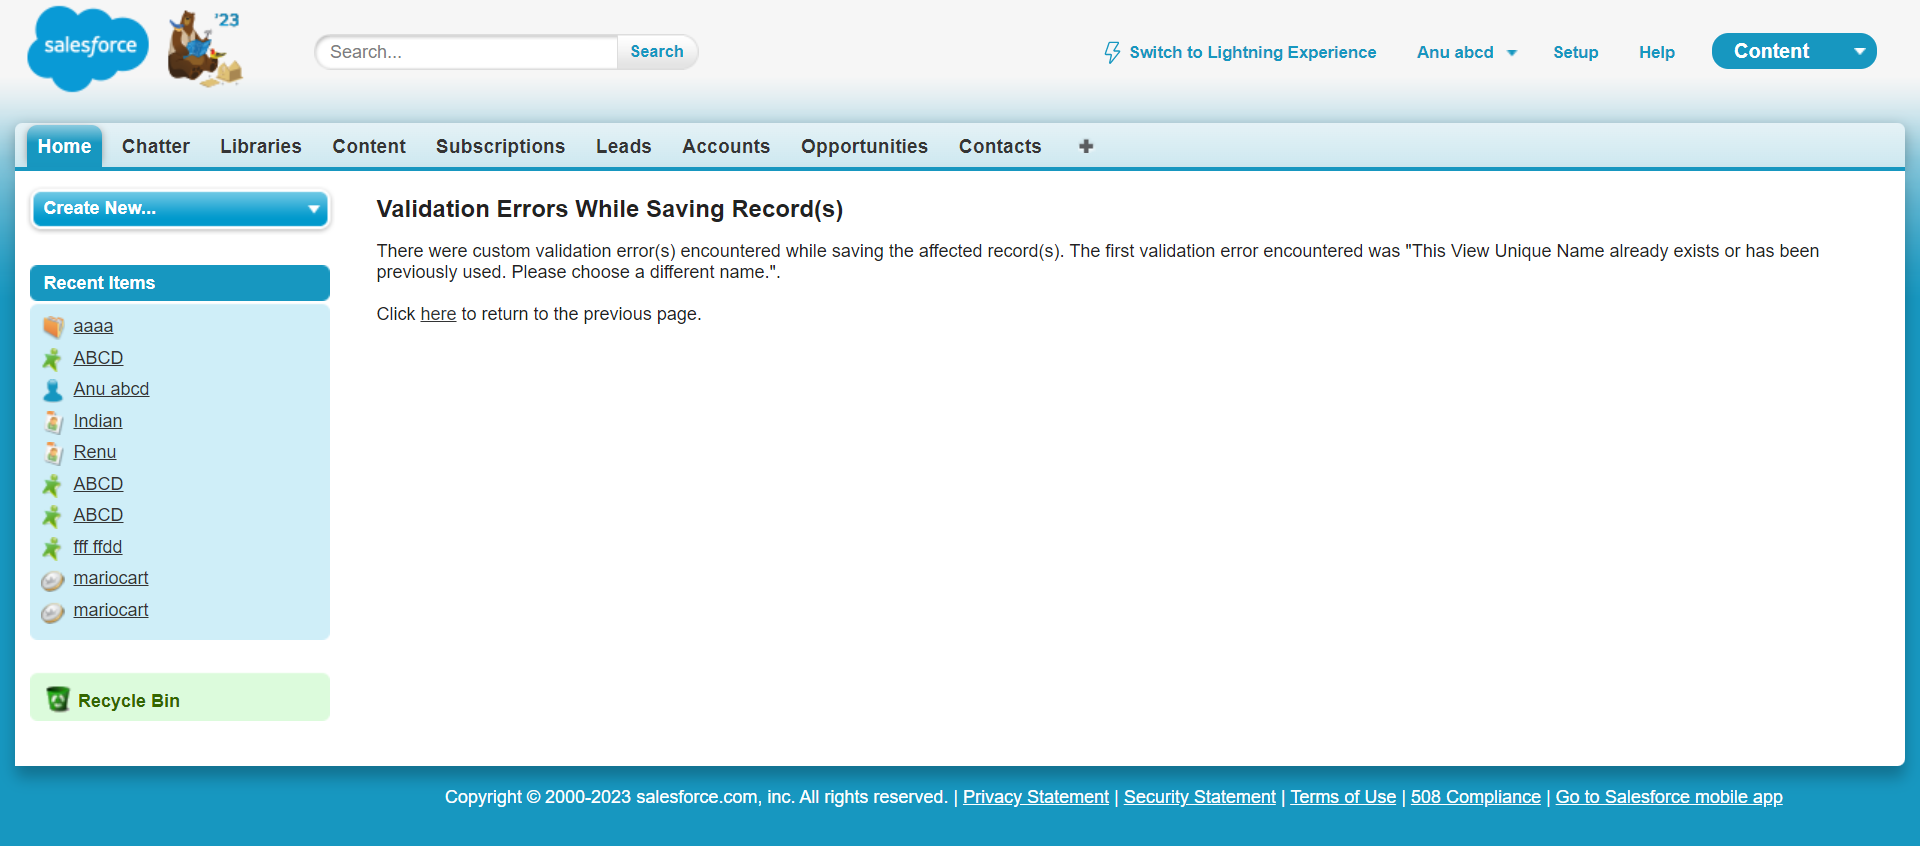 salesforce
'23
Search...
Search
Switch to Lightning Experience
Anu abcd
Setup
Help
Content
Home
Chatter
Libraries
Content
Subscriptions
Leads
Accounts
Opportunities
Contacts
Create New...
Recent Items
aaaa
ABCD
Anu abcd
Indian
Renu
ABCD
ABCD
fff ffdd
mariocart
mariocart
Recycle Bin
Validation Errors While Saving Record(s)
There were custom validation error(s) encountered while saving the affected record(s). The first validation error encountered was "This View Unique Name already exists or has been
previously used. Please choose a different name.".
Click here to return to the previous page.
Copyright © 2000-2023 salesforce.com, inc. All rights reserved. | Privacy Statement | Security Statement | Terms of Use | 508 Compliance | Go to Salesforce mobile app